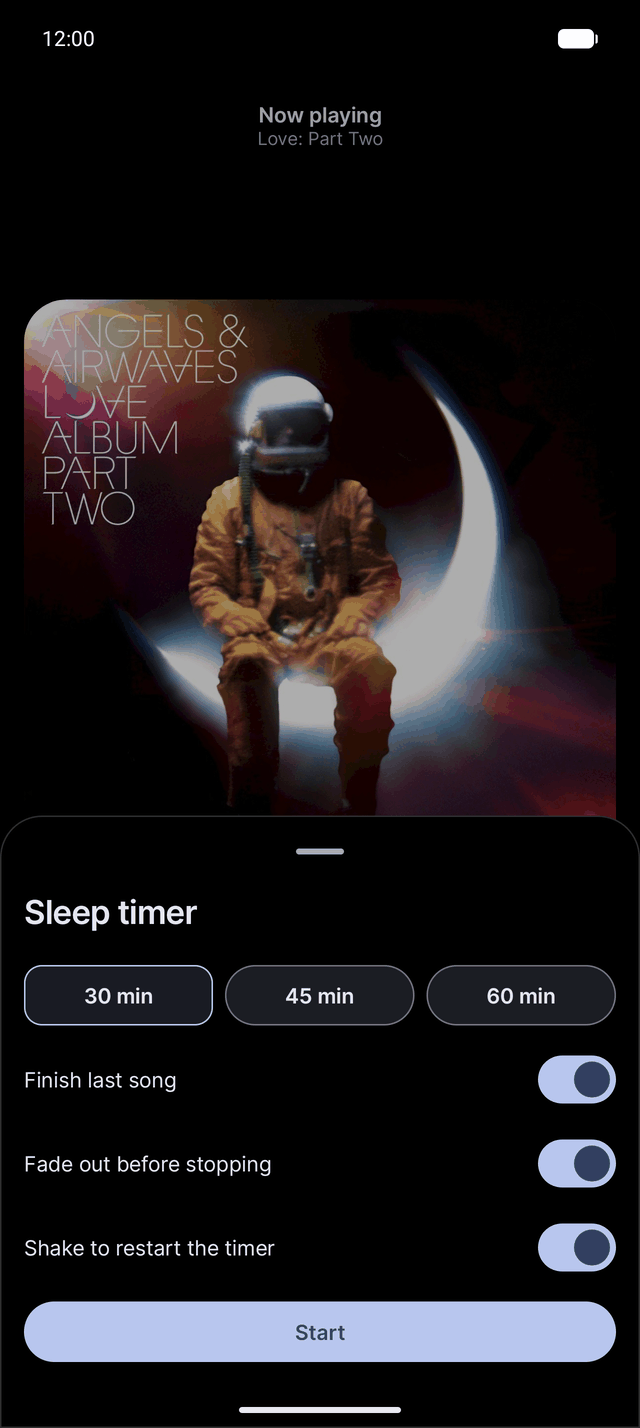 12:00
Now playing
Love: Part Two
ANGELS &
AIRWAVES
LOVE
ALBUM
PART
TWO
Sleep timer
30 min
45 min
60 min
Finish last song
Fade out before stopping
Shake to restart the timer
Start